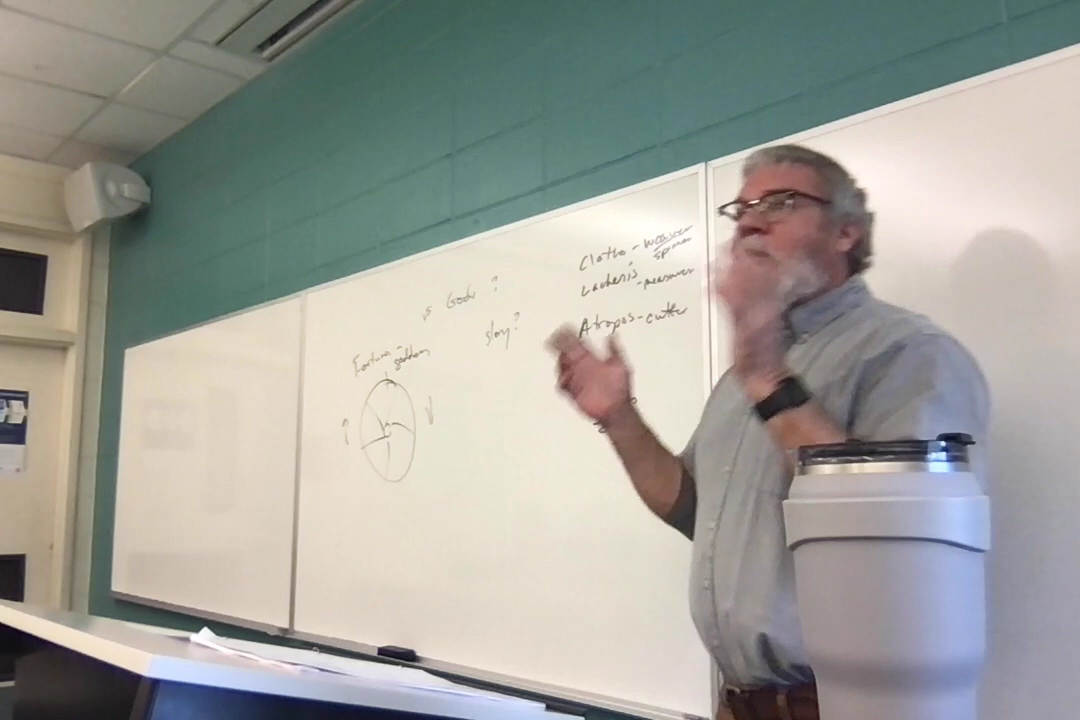 vs Gods ?
story?
Fortuna -
goddess
Clotho - weaver
spinner
Lachesis
- measurer
Atropos - cutter